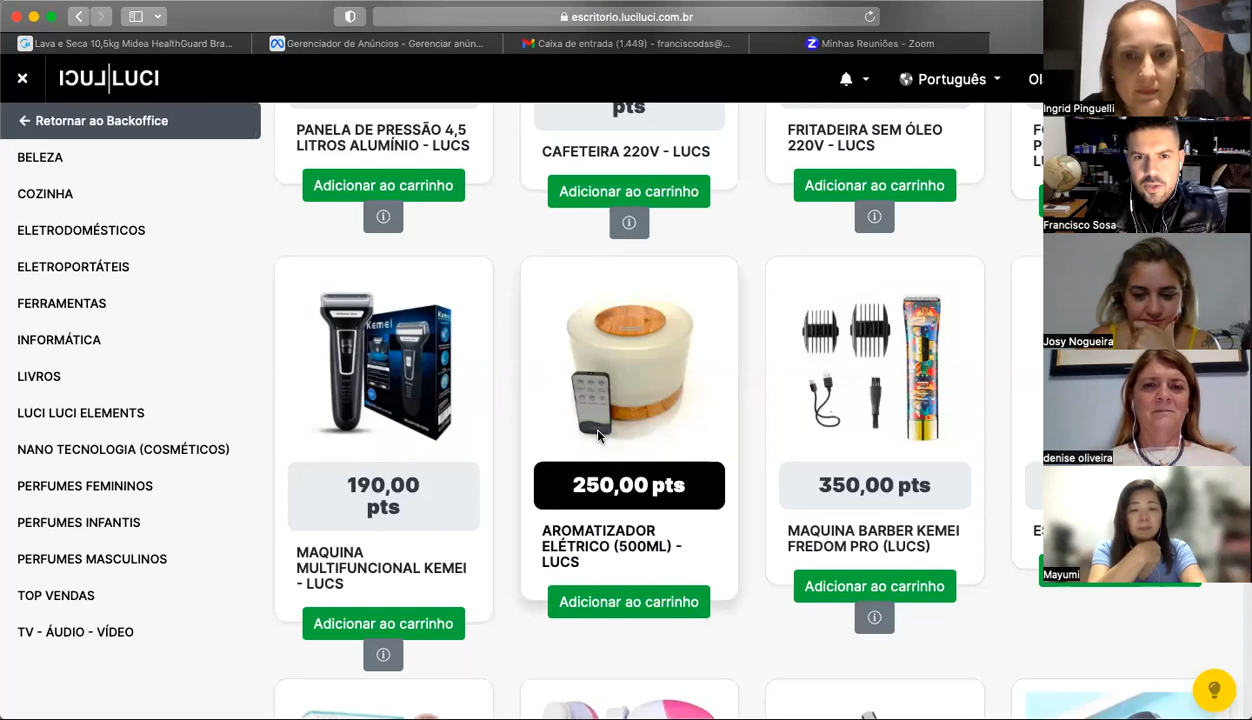 escritorio.luciluci.com.br
Lava e Seca 10,5kg Midea HealthGuard Bra...
Gerenciador de Anúncios - Gerenciar anún...
Caixa de entrada (1.449) - franciscodss@...
Minhas Reuniões - Zoom
LUCI|LUCI
Português
Ol
Retornar ao Backoffice
BELEZA
COZINHA
ELETRODOMÉSTICOS
ELETROPORTÁTEIS
FERRAMENTAS
INFORMÁTICA
LIVROS
LUCI LUCI ELEMENTS
NANO TECNOLOGIA (COSMÉTICOS)
PERFUMES FEMININOS
PERFUMES INFANTIS
PERFUMES MASCULINOS
TOP VENDAS
TV - ÁUDIO - VÍDEO
PANELA DE PRESSÃO 4,5
LITROS ALUMÍNIO - LUCS
Adicionar ao carrinho
pts
CAFETEIRA 220V - LUCS
Adicionar ao carrinho
FRITADEIRA SEM ÓLEO
220V - LUCS
Adicionar ao carrinho
Kemei
190,00
pts
MAQUINA
MULTIFUNCIONAL KEMEI
- LUCS
Adicionar ao carrinho
250,00 pts
AROMATIZADOR
ELÉTRICO (500ML) -
LUCS
Adicionar ao carrinho
350,00 pts
MAQUINA BARBER KEMEI
FREDOM PRO (LUCS)
Adicionar ao carrinho
Ingrid Pinguelli
Francisco Sosa
Josy Nogueira
denise oliveira
Mayumi